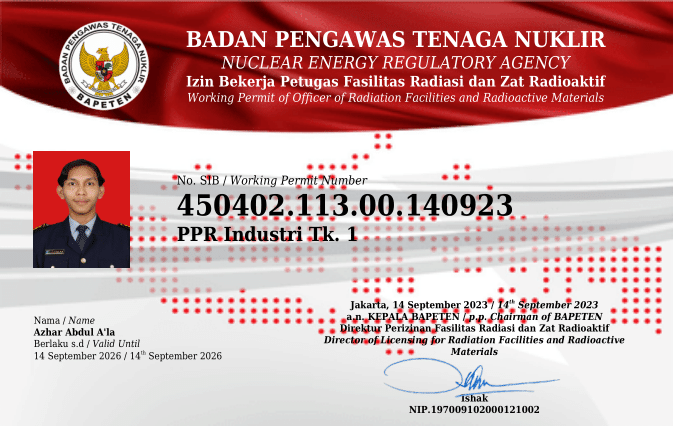 BADAN PENGAWAS TENAGA NUKLIR
BAPETEN
BADAN PENGAWAS TENAGA NUKLIR
NUCLEAR ENERGY REGULATORY AGENCY
Izin Bekerja Petugas Fasilitas Radiasi dan Zat Radioaktif
Working Permit of Officer of Radiation Facilities and Radioactive Materials
No. SIB / Working Permit Number
450402.113.00.140923
PPR Industri Tk. 1
Nama / Name
Azhar Abdul A'la
Berlaku s.d / Valid Until
14 September 2026 / 14th September 2026
Jakarta, 14 September 2023 / 14th September 2023
a.n. KEPALA BAPETEN / p.p. Chairman of BAPETEN
Direktur Perizinan Fasilitas Radiasi dan Zat Radioaktif
Director of Licensing for Radiation Facilities and Radioactive
Materials
ishak
NIP.197009102000121002